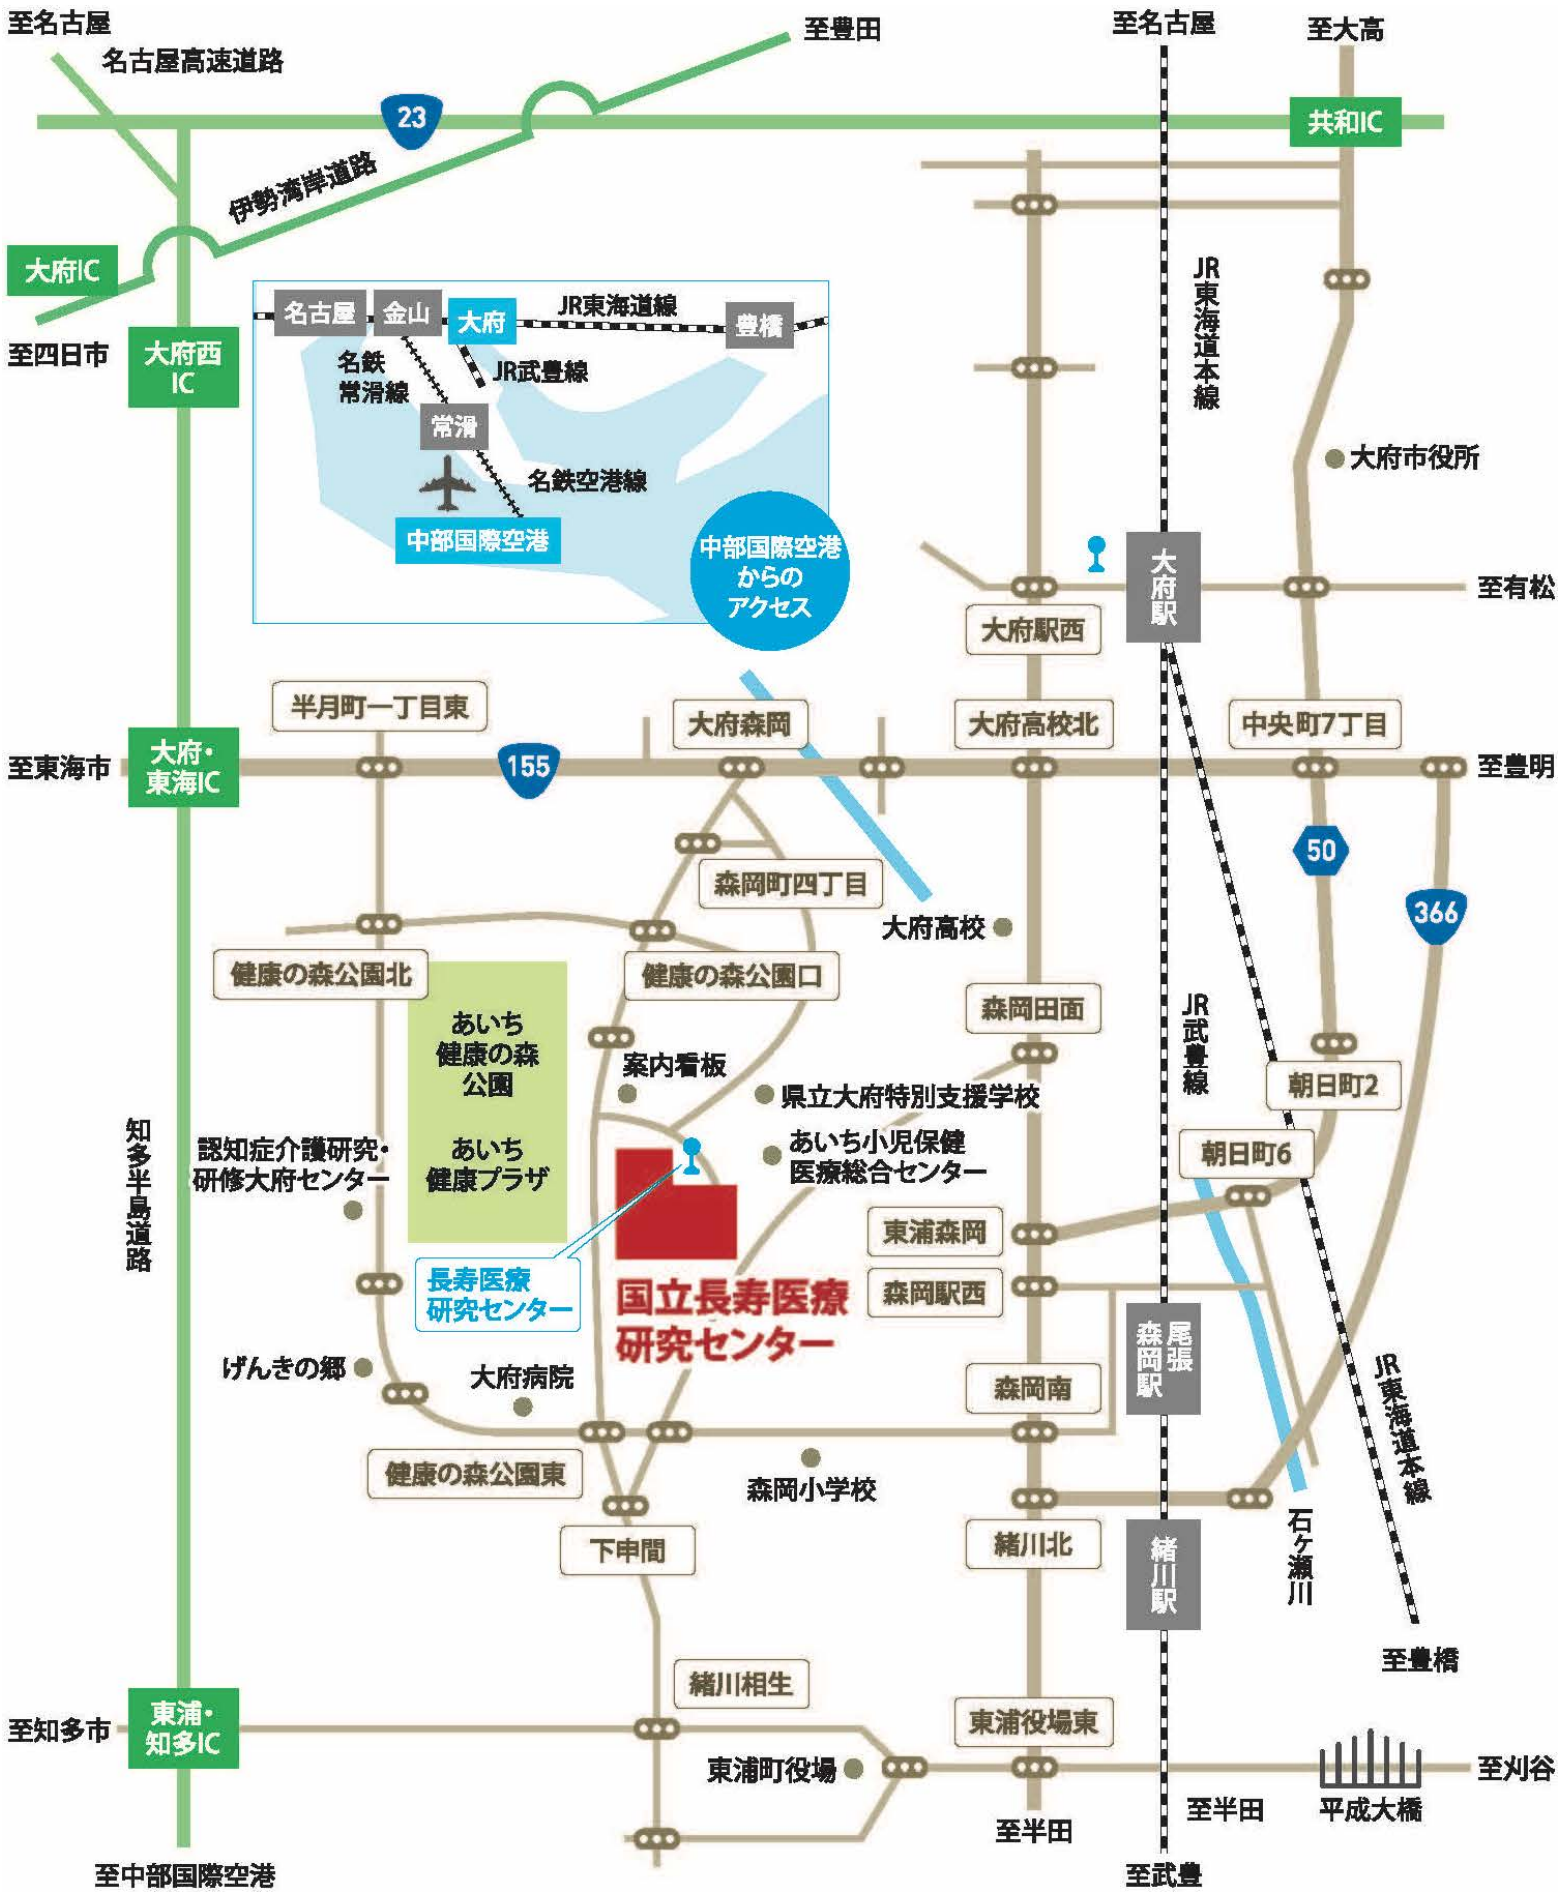 至名古屋
名古屋高速道路
至豊田
至名古屋
至大高
23
共和IC
伊勢湾岸道路
大府IC
至四日市
大府西
IC
名古屋
金山
大府
JR東海道線
豊橋
名鉄
常滑線
JR武豊線
常滑
名鉄空港線
中部国際空港
中部国際空港
からの
アクセス
JR東海道本線
大府市役所
大府駅
至有松
大府駅西
半月町一丁目東
大府森岡
大府高校北
中央町7丁目
至東海市
大府・
東海IC
155
至豊明
50
森岡町四丁目
366
大府高校
健康の森公園北
健康の森公園口
森岡田面
あいち
健康の森
公園
案内看板
JR武豊線
朝日町2
県立大府特別支援学校
知多半島道路
認知症介護研究・
研修大府センター
あいち
健康プラザ
あいち小児保健
医療総合センター
朝日町6
東浦森岡
長寿医療
研究センター
国立長寿医療
研究センター
森岡駅西
尾張
森岡駅
げんきの郷
大府病院
森岡南
JR東海道本線
健康の森公園東
森岡小学校
下申間
緒川北
緒川駅
石ヶ瀬川
至豊橋
緒川相生
東浦役場東
至知多市
東浦・
知多IC
東浦町役場
至刈谷
至半田
至半田
平成大橋
至中部国際空港
至武豊